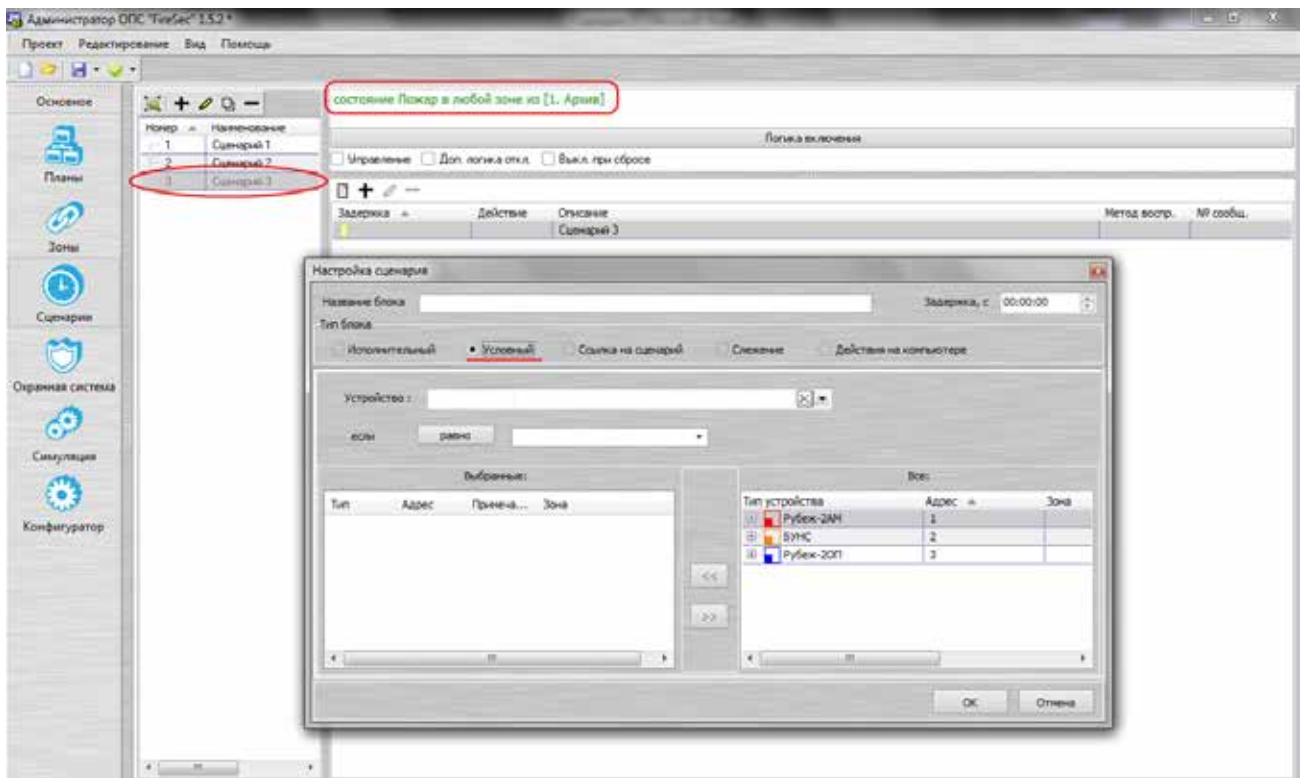 Администратор ОПС "FireSec" 1.5.2 *
Проект Редактирование Вид Помощь
Основное
Планы
Зоны
Сценарии
Охранная система
Симуляция
Конфигуратор
Номер Наименование
1 Сценарий 1
2 Сценарий 2
3 Сценарий 3
состояние Пожар в любой зоне из [1. Архив]
Логика включения
Управление Доп. логика откл. Выкл. при сбросе
Задержка Действие Описание Метод воспр. № сообщ.
Сценарий 3
Настройка сценария
Название блока Задержка, с 00:00:00
Тип блока
Исполнительный Условный Ссылка на сценарий Слежение Действия на компьютере
Устройство :
если равно
Выбранные:
Тип Адрес Примеча... Зона
<<
>>
Все:
Тип устройства Адрес Зона
Рубеж-2АМ 1
БУНС 2
Рубеж-2ОП 3
ОК Отмена